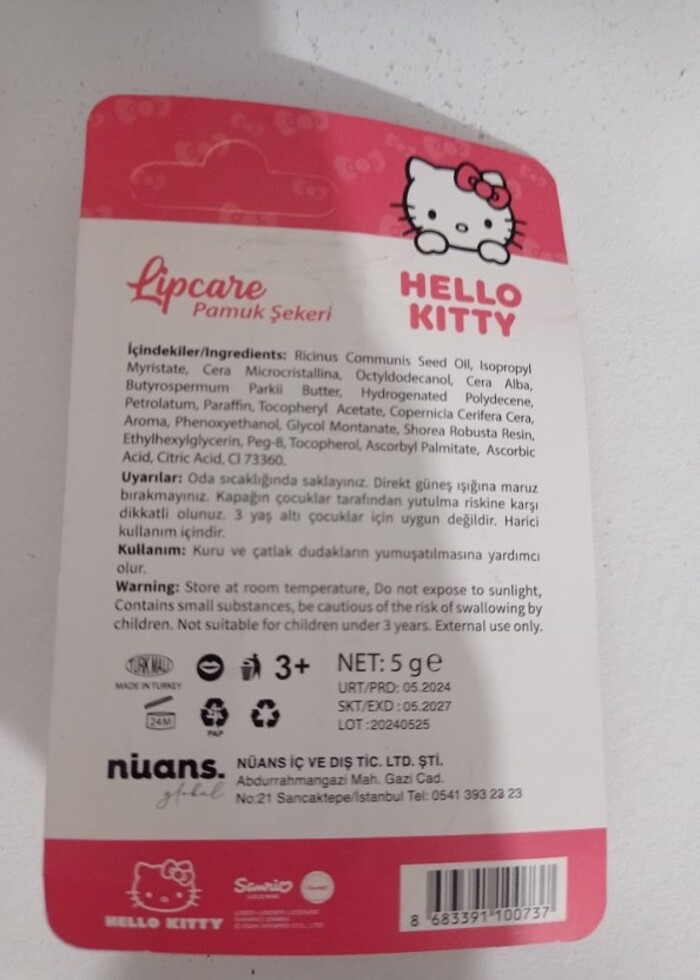 Lipcare
Pamuk Şekeri
HELLO
KITTY
İçindekiler/Ingredients: Ricinus Communis Seed Oil, Isopropyl
Myristate, Cera Microcristallina, Octyldodecanol, Cera Alba,
Butyrospermum Parkii Butter, Hydrogenated Polydecene,
Petrolatum, Paraffin, Tocopheryl Acetate, Copernicia Cerifera Cera,
Aroma, Phenoxyethanol, Glycol Montanate, Shorea Robusta Resin,
Ethylhexylglycerin, Peg-8, Tocopherol, Ascorbyl Palmitate, Ascorbic
Acid, Citric Acid, CI 73360.
Uyarılar: Oda sıcaklığında saklayınız. Direkt güneş ışığına maruz
bırakmayınız. Kapağın çocuklar tarafından yutulma riskine karşı
dikkatli olunuz. 3 yaş altı çocuklar için uygun değildir. Harici
kullanım içindir.
Kullanım: Kuru ve çatlak dudakların yumuşatılmasına yardımcı
olur.
Warning: Store at room temperature, Do not expose to sunlight,
Contains small substances, be cautious of the risk of swallowing by
children. Not suitable for children under 3 years. External use only.
TÜRK MALI
MADE IN TURKEY
3+
NET: 5 g e
URT/PRD: 05.2024
SKT/EXD : 05.2027
LOT :20240525
24M
PAP
nüans.
global
NÜANS İÇ VE DIŞ TİC. LTD. ŞTİ.
Abdurrahmangazi Mah. Gazi Cad.
No:21 Sancaktepe/İstanbul Tel: 0541 393 23 23
HELLO KITTY
Sanrio
8 683391 100737